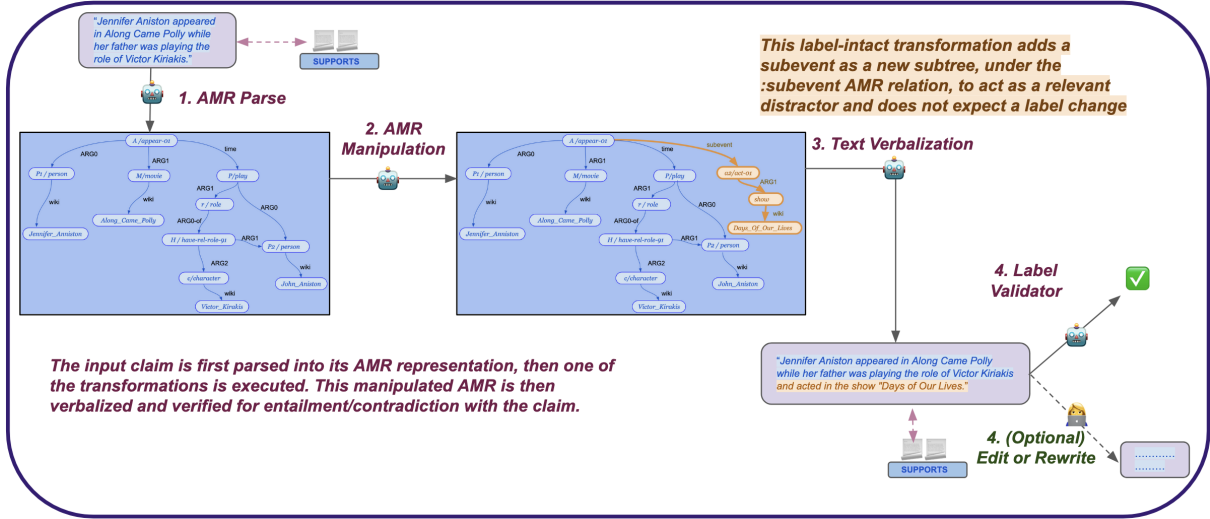 "Jennifer Aniston appeared
in Along Came Polly while
her father was playing the
role of Victor Kiriakis."
SUPPORTS
1. AMR Parse
This label-intact transformation adds a
subevent as a new subtree, under the
:subevent AMR relation, to act as a relevant
distractor and does not expect a label change
2. AMR
Manipulation
3. Text Verbalization
A /appear-01
ARG0
ARG1
time
P1 / person
M/movie
P/play
wiki
wiki
ARG1
ARG0
r / role
Along_Came_Polly
Jennifer_Anniston
ARG0-of
H / have-rel-role-91
ARG1
P2 / person
ARG2
wiki
c/character
John_Aniston
wiki
Victor_Kirakis
A /appear-01
subevent
ARG0
ARG1
time
P1 / person
M/movie
P/play
a2/act-01
ARG1
wiki
wiki
ARG1
ARG0
show
r / role
wiki
Along_Came_Polly
Days_Of_Our_Lives
Jennifer_Anniston
ARG0-of
H / have-rel-role-91
ARG1
P2 / person
ARG2
wiki
c/character
John_Aniston
wiki
Victor_Kirakis
4. Label
Validator
The input claim is first parsed into its AMR representation, then one of
the transformations is executed. This manipulated AMR is then
verbalized and verified for entailment/contradiction with the claim.
"Jennifer Aniston appeared in Along Came Polly
while her father was playing the role of Victor Kiriakis
and acted in the show "Days of Our Lives."
SUPPORTS
4. (Optional)
Edit or Rewrite